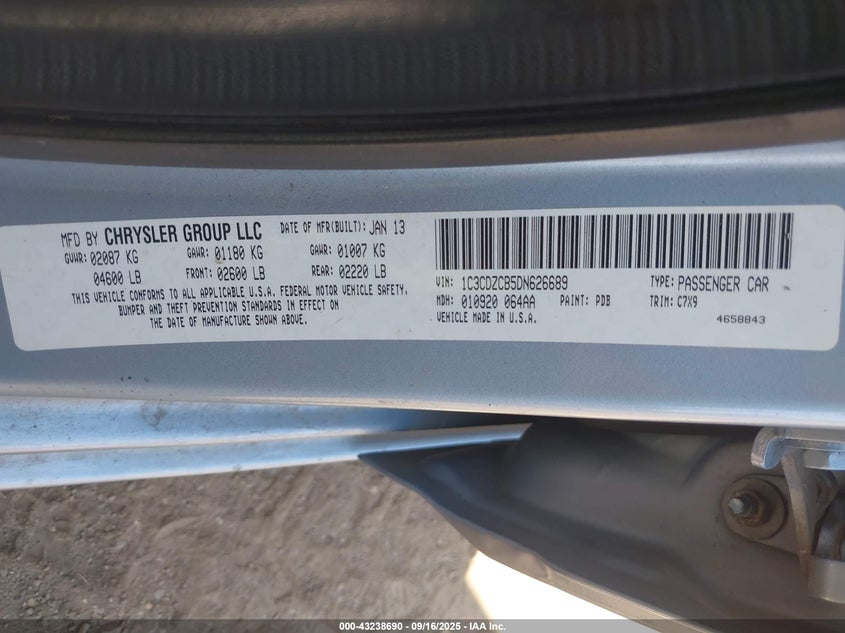 MFD BY CHRYSLER GROUP LLC DATE OF MFR(BUILT): JAN 13
GVWR: 02087 KG GAWR: 01180 KG GAWR: 01007 KG
04600 LB FRONT: 02600 LB REAR: 02220 LB
THIS VEHICLE CONFORMS TO ALL APPLICABLE U.S.A. FEDERAL MOTOR VEHICLE SAFETY,
BUMPER AND THEFT PREVENTION STANDARDS IN EFFECT ON
THE DATE OF MANUFACTURE SHOWN ABOVE.
VIN: 1C3CDZCB5DN626689 TYPE: PASSENGER CAR
MDH: 010920 064AA PAINT: PDB TRIM: C7X9
VEHICLE MADE IN U.S.A. 4658843
000-43238690 - 09/16/2025 - IAA Inc.